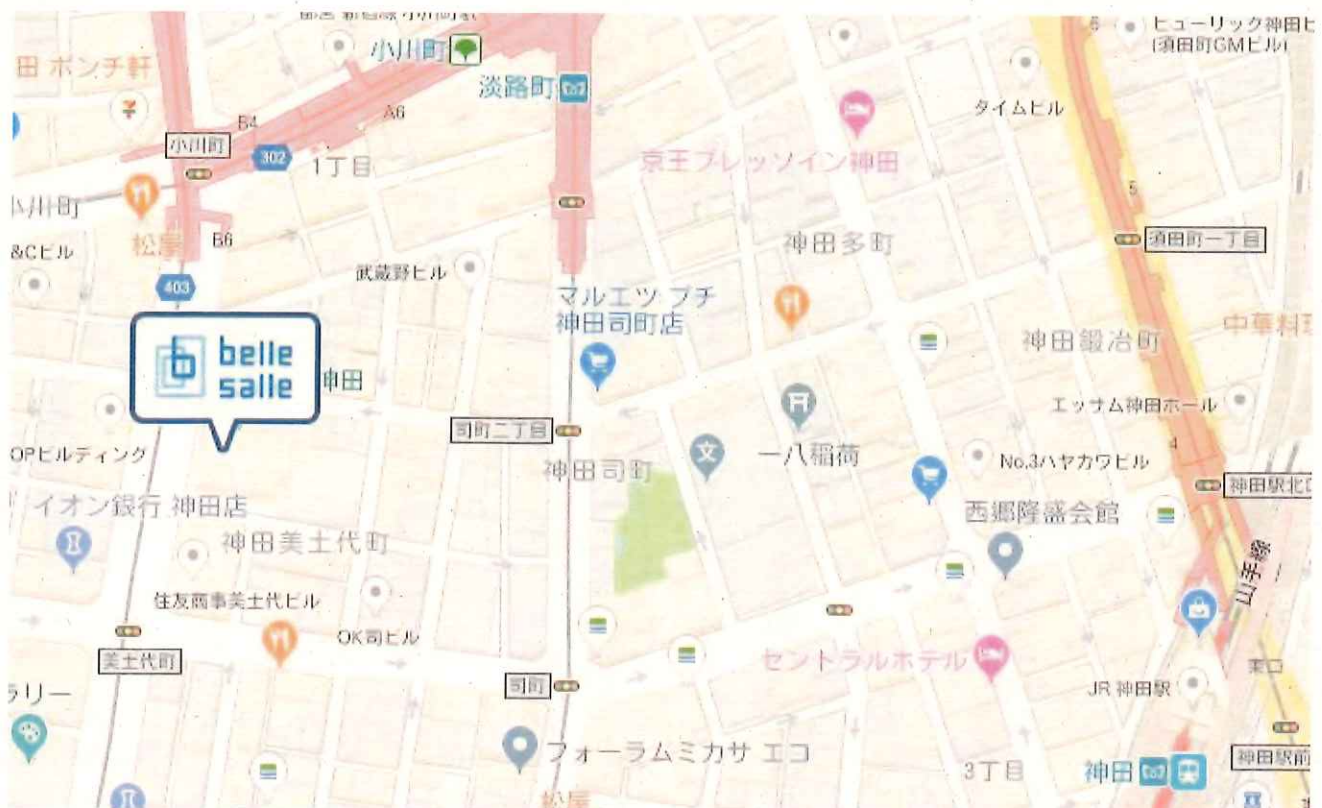 小川町
淡路町
田 ポンチ軒
ヒューリック神田ビ
(須田町GMビル)
タイムビル
B4
A6
小川町
302
1丁目
京王プレッソイン神田
小川町
松屋
B6
&Cビル
武蔵野ビル
神田多町
5
須田町一丁目
403
マルエツ プチ
神田司町店
神田鍛冶町
中華料理
belle
salle
神田
エッサム神田ホール
司町二丁目
4
OPビルディング
神田司町
文
一八稲荷
No.3ハヤカワビル
神田駅北口
イオン銀行 神田店
西郷隆盛会館
神田美土代町
山手線
住友商事美土代ビル
OK司ビル
美土代町
セントラルホテル
東口
司町
JR 神田駅
ラリー
フォーラムミカサ エコ
3丁目
神田
神田駅前
松屋